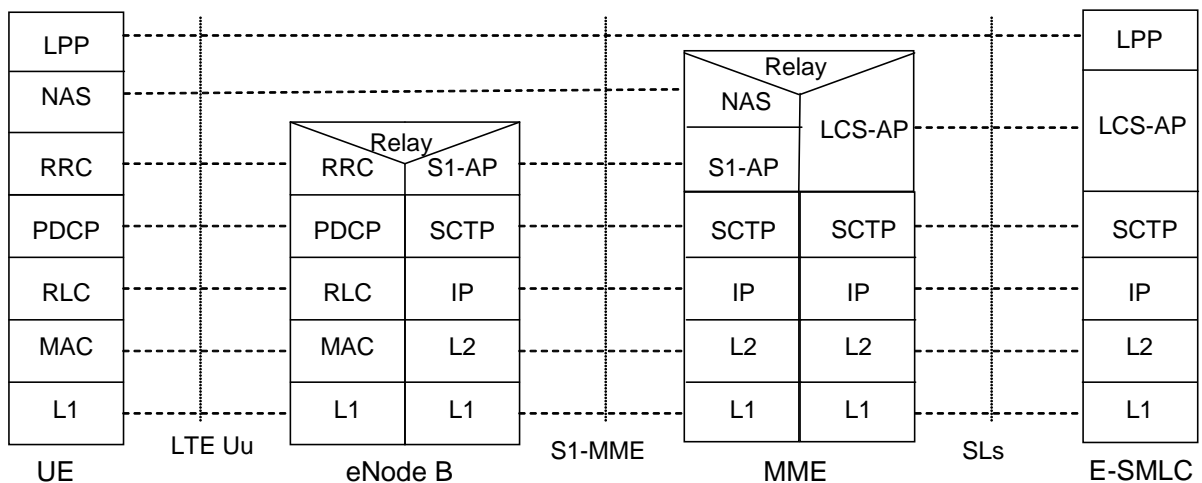 LPP
LPP
Relay
NAS
NAS
LCS-AP
LCS-AP
Relay
RRC
RRC
S1-AP
S1-AP
PDCP
PDCP
SCTP
SCTP
SCTP
SCTP
RLC
RLC
IP
IP
IP
IP
MAC
MAC
L2
L2
L2
L2
L1
L1
L1
L1
L1
L1
LTE Uu
S1-MME
SLs
UE
eNode B
MME
E-SMLC